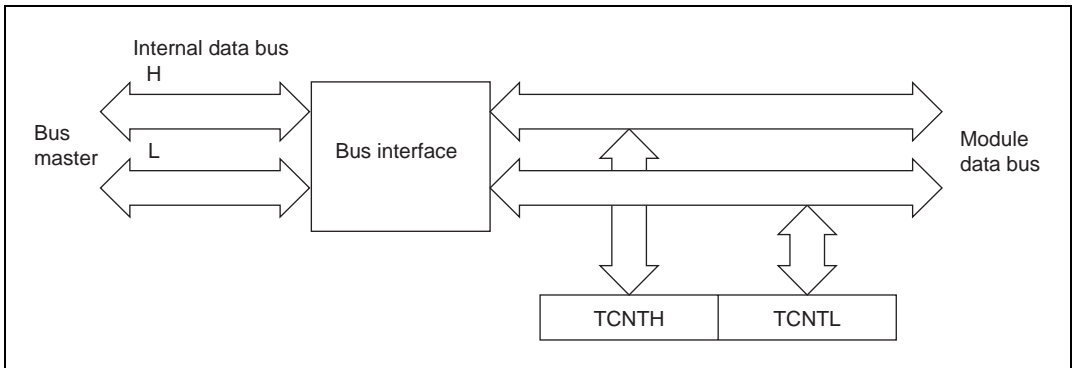 Internal data bus
H
Bus
master
L
Bus interface
Module
data bus
TCNTH
TCNTL